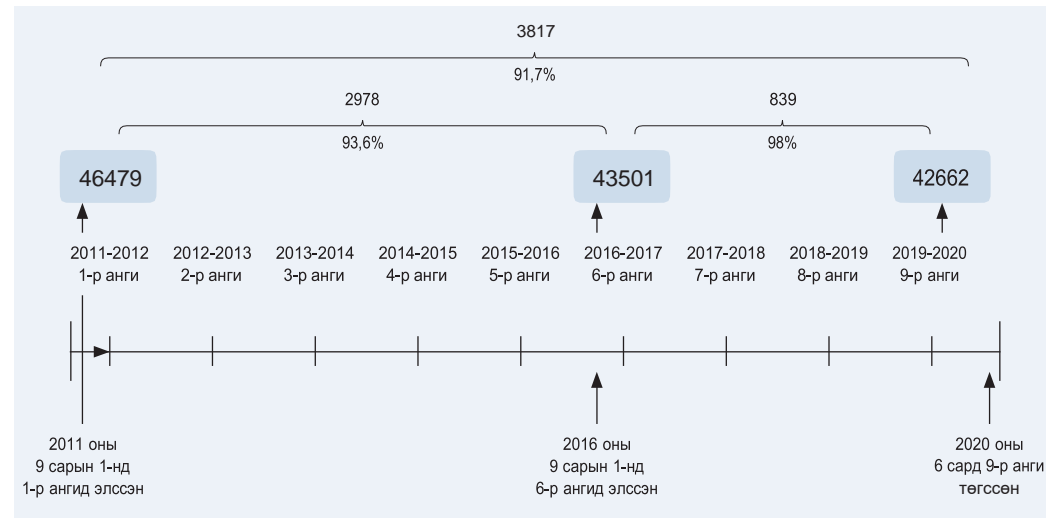 3817
91,7%
2978 839
93,6% 98%
46479 43501 42662
2011-2012 2012-2013 2013-2014 2014-2015 2015-2016 2016-2017 2017-2018 2018-2019 2019-2020
1-р анги 2-р анги 3-р анги 4-р анги 5-р анги 6-р анги 7-р анги 8-р анги 9-р анги
2011 оны
9 сарын 1-нд
1-р ангид элссэн
2016 оны
9 сарын 1-нд
6-р ангид элссэн
2020 оны
6 сард 9-р анги
төгссөн